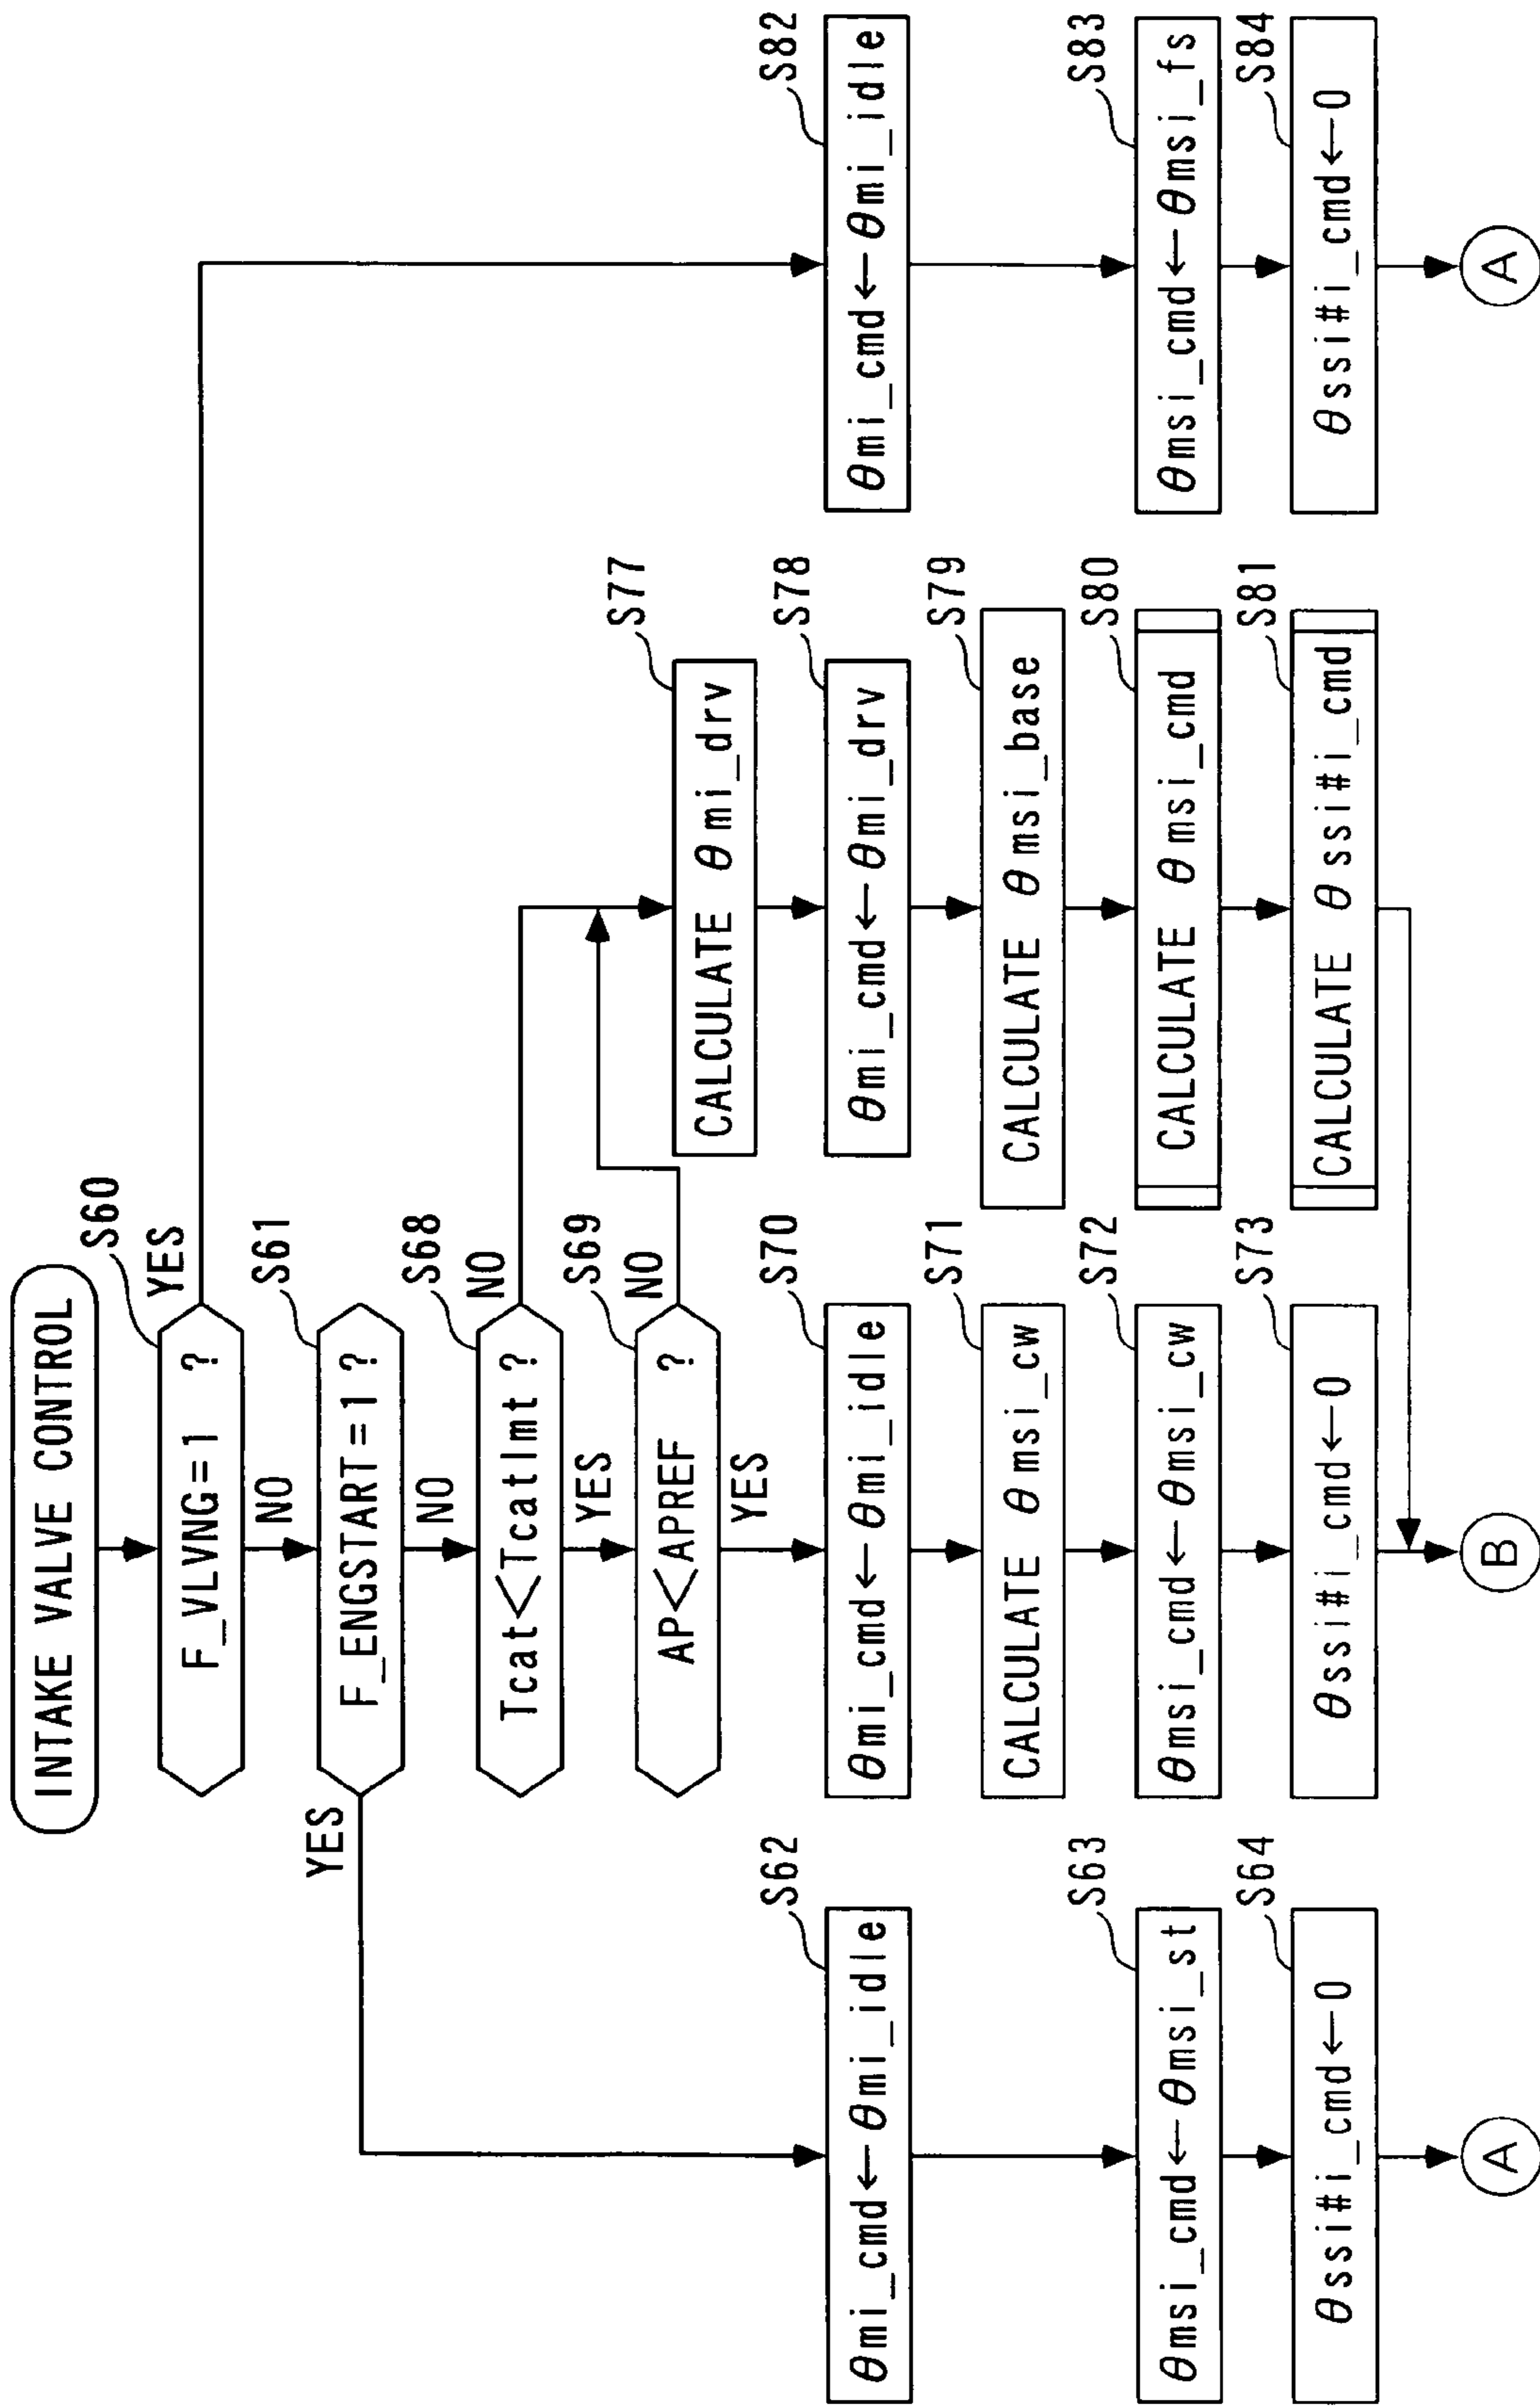 INTAKE VALVE CONTROL
S60
F_VLVNG=1 ?
YES
NO
S61
F_ENGSTART=1 ?
YES
NO
S68
Tcat<Tcatlmt ?
NO
YES
S69
AP<APREF ?
NO
YES
S62
θmi_cmd←θmi_idle
S63
θmsi_cmd←θmsi_st
S64
θssi#i_cmd←0
A
S70
θmi_cmd←θmi_idle
S71
CALCULATE θmsi_cw
S72
θmsi_cmd←θmsi_cw
S73
θssi#i_cmd←0
B
S77
CALCULATE θmi_drv
S78
θmi_cmd←θmi_drv
S79
CALCULATE θmsi_base
S80
CALCULATE θmsi_cmd
S81
CALCULATE θssi#i_cmd
S82
θmi_cmd←θmi_idle
S83
θmsi_cmd←θmsi_fs
S84
θssi#i_cmd←0
A